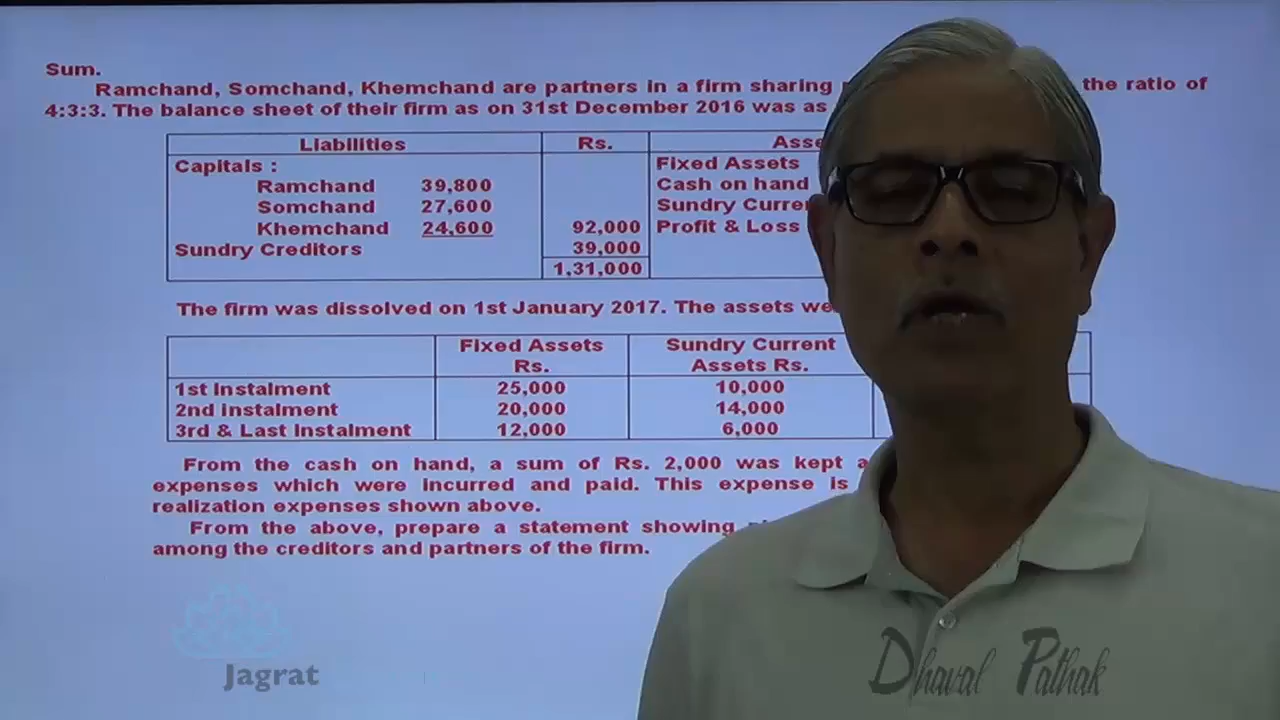 Sum.
Ramchand, Somchand, Khemchand are partners in a firm sharing the ratio of
4:3:3. The balance sheet of their firm as on 31st December 2016 was as
Liabilities Rs. Asse
Capitals : Fixed Assets
Ramchand 39,800 Cash on hand
Somchand 27,600 Sundry Curre
Khemchand 24,600 92,000 Profit & Loss
Sundry Creditors 39,000
1,31,000
The firm was dissolved on 1st January 2017. The assets we
Fixed Assets Sundry Current
Rs. Assets Rs.
1st Instalment 25,000 10,000
2nd instalment 20,000 14,000
3rd & Last Instalment 12,000 6,000
From the cash on hand, a sum of Rs. 2,000 was kept
expenses which were incurred and paid. This expense is
realization expenses shown above.
From the above, prepare a statement showing
among the creditors and partners of the firm.
Jagrat
Dhaval Pathak